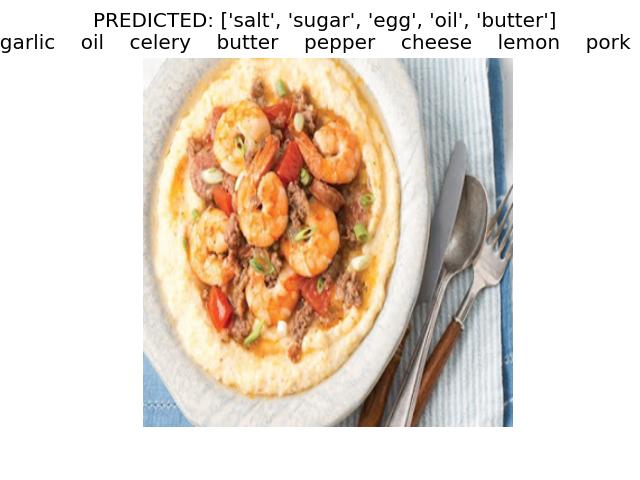 PREDICTED: ['salt', 'sugar', 'egg', 'oil', 'butter']
garlic oil celery butter pepper cheese lemon pork